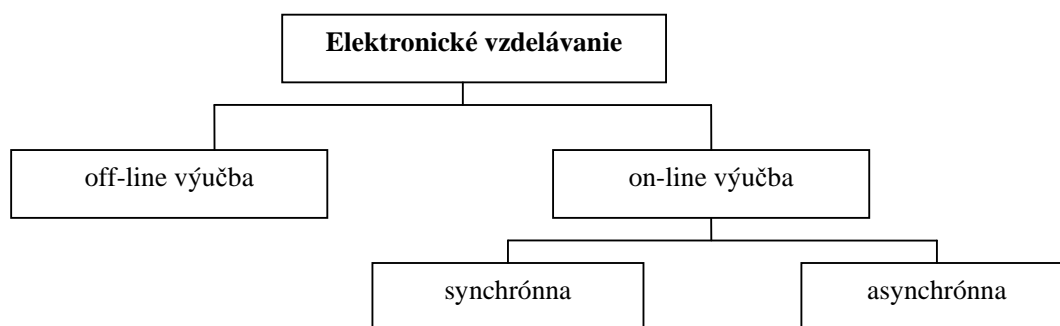 Elektronické vzdelávanie
off-line výučba
on-line výučba
synchrónna
asynchrónna